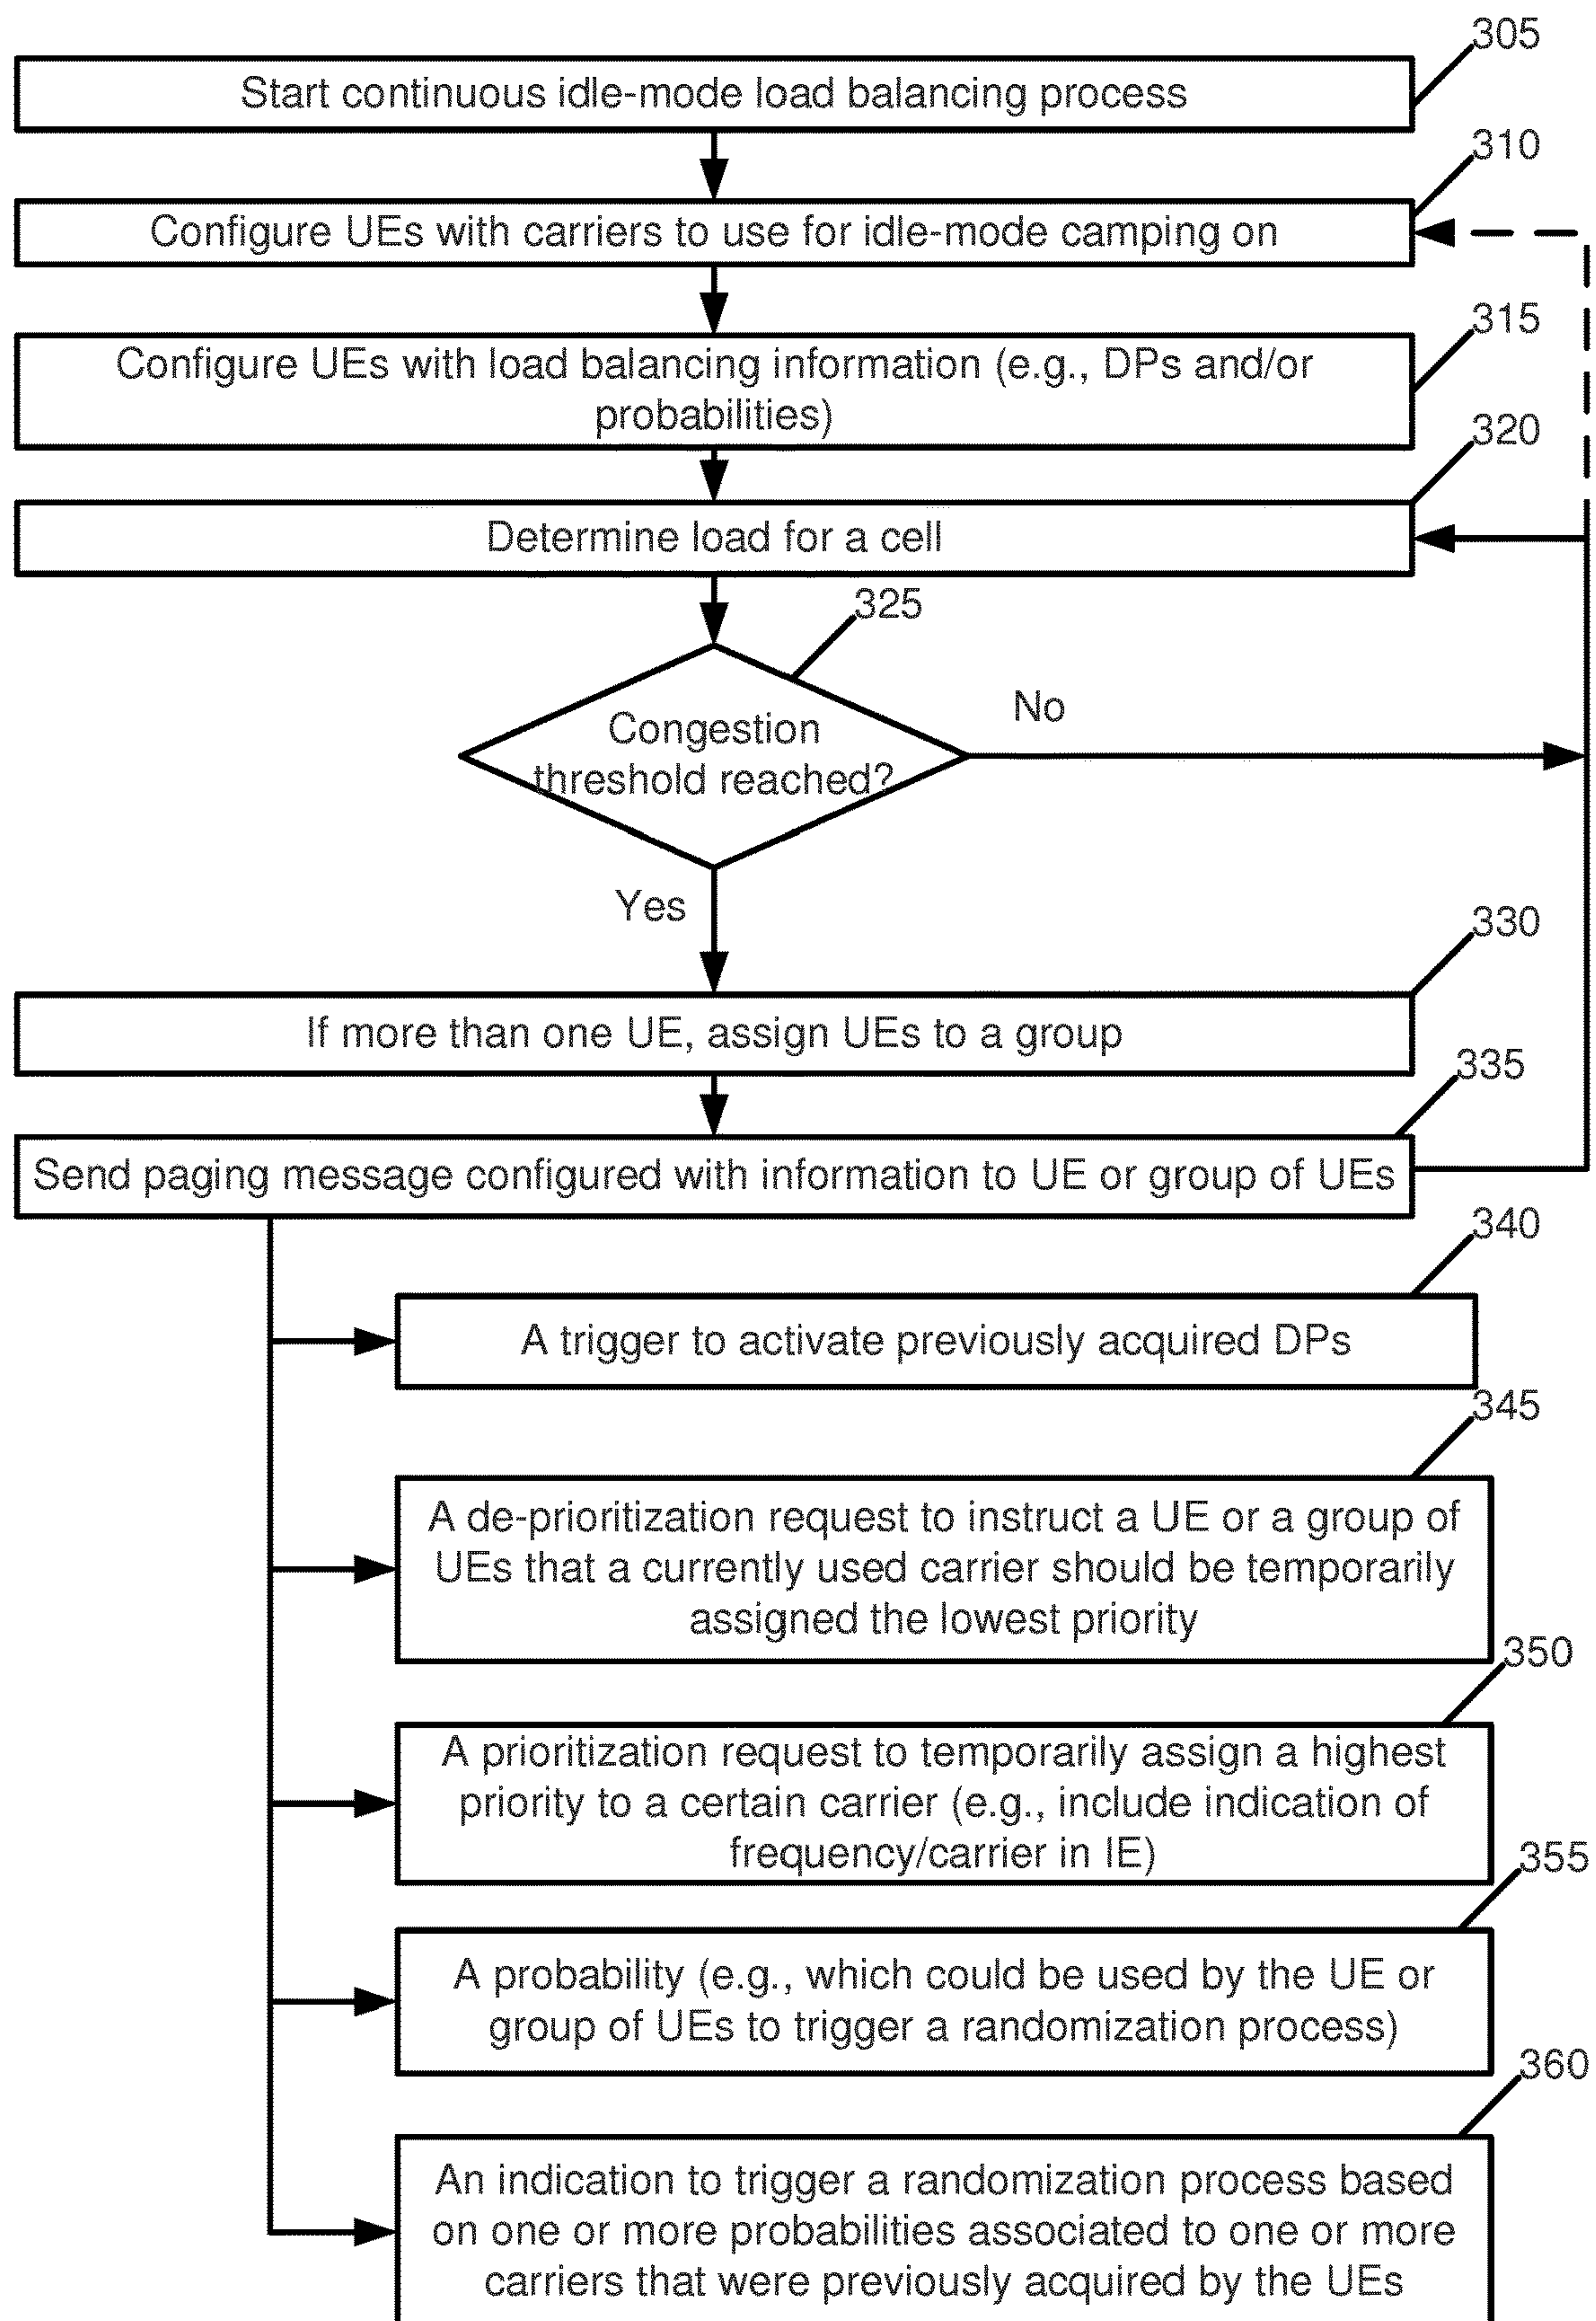 305
Start continuous idle-mode load balancing process
310
Configure UEs with carriers to use for idle-mode camping on
315
Configure UEs with load balancing information (e.g., DPs and/or
probabilities)
320
Determine load for a cell
325
Congestion
threshold reached?
No
Yes
330
If more than one UE, assign UEs to a group
335
Send paging message configured with information to UE or group of UEs
340
A trigger to activate previously acquired DPs
345
A de-prioritization request to instruct a UE or a group of
UEs that a currently used carrier should be temporarily
assigned the lowest priority
350
A prioritization request to temporarily assign a highest
priority to a certain carrier (e.g., include indication of
frequency/carrier in IE)
355
A probability (e.g., which could be used by the UE or
group of UEs to trigger a randomization process)
360
An indication to trigger a randomization process based
on one or more probabilities associated to one or more
carriers that were previously acquired by the UEs